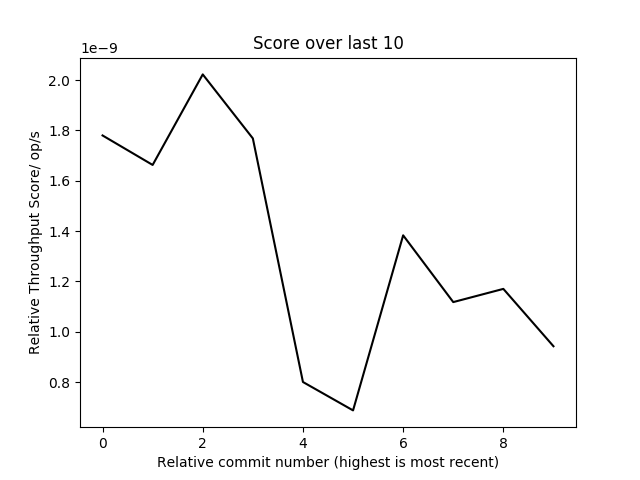 Score over last 10
1e−9
2.0
1.8
1.6
1.4
1.2
1.0
0.8
Relative Throughput Score/ op/s
0 2 4 6 8
Relative commit number (highest is most recent)